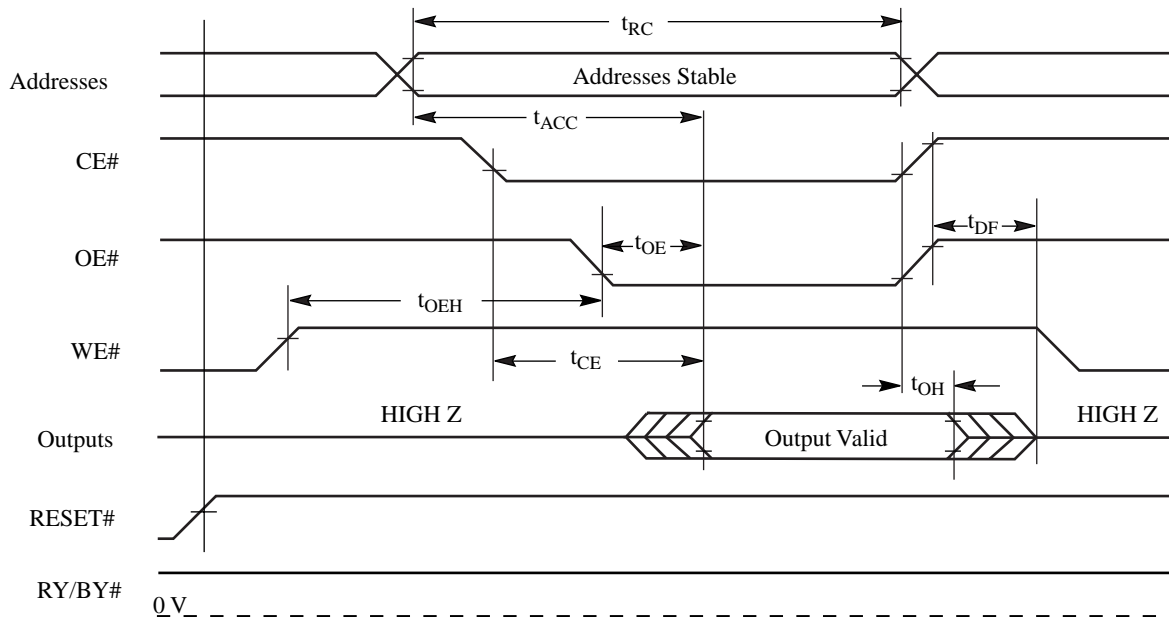 tRC
Addresses
Addresses Stable
tACC
CE#
tDF
tOE
OE#
tOEH
WE#
tCE
tOH
HIGH Z
HIGH Z
Outputs
Output Valid
RESET#
RY/BY#
0 V